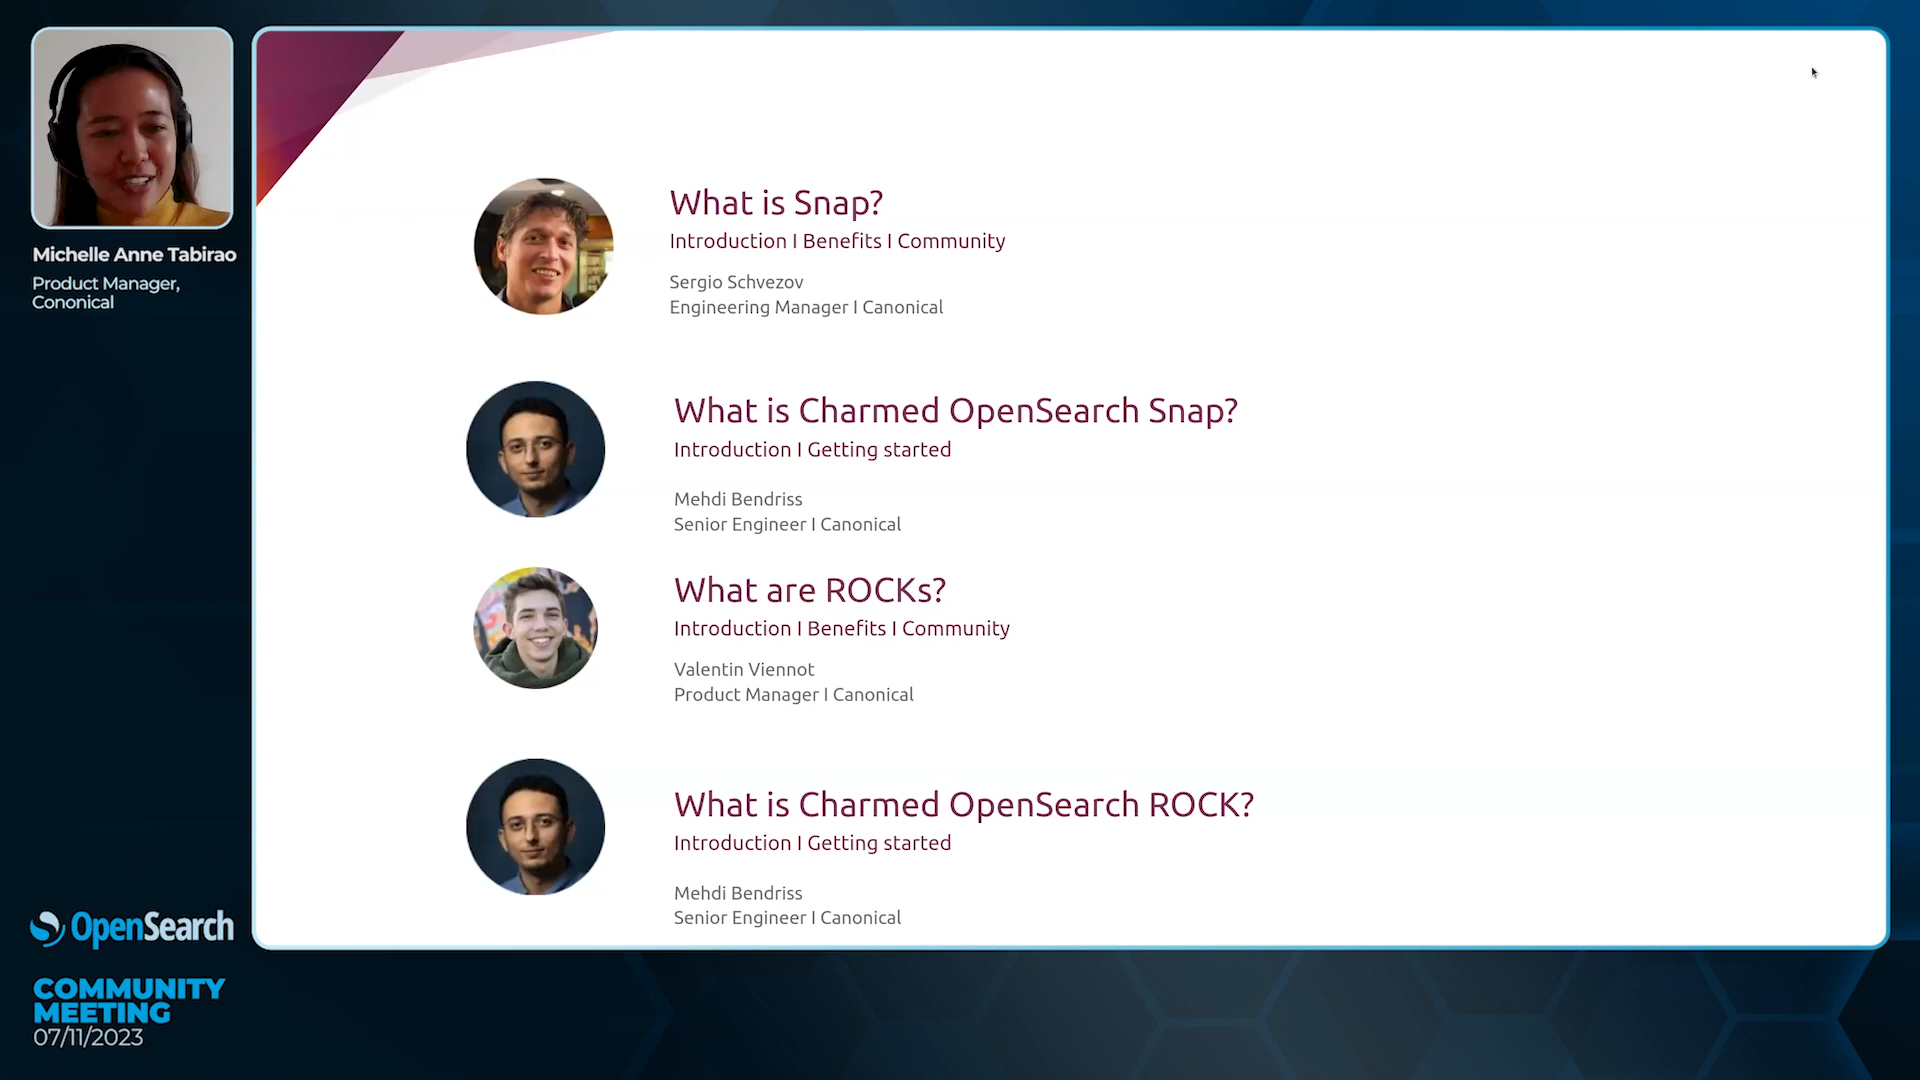 Michelle Anne Tabirao
Product Manager,
Cononical
What is Snap?
Introduction I Benefits I Community
Sergio Schvezov
Engineering Manager I Canonical
What is Charmed OpenSearch Snap?
Introduction I Getting started
Mehdi Bendriss
Senior Engineer I Canonical
What are ROCKs?
Introduction I Benefits I Community
Valentin Viennot
Product Manager I Canonical
What is Charmed OpenSearch ROCK?
Introduction I Getting started
Mehdi Bendriss
Senior Engineer I Canonical
OpenSearch
COMMUNITY
MEETING
07/11/2023